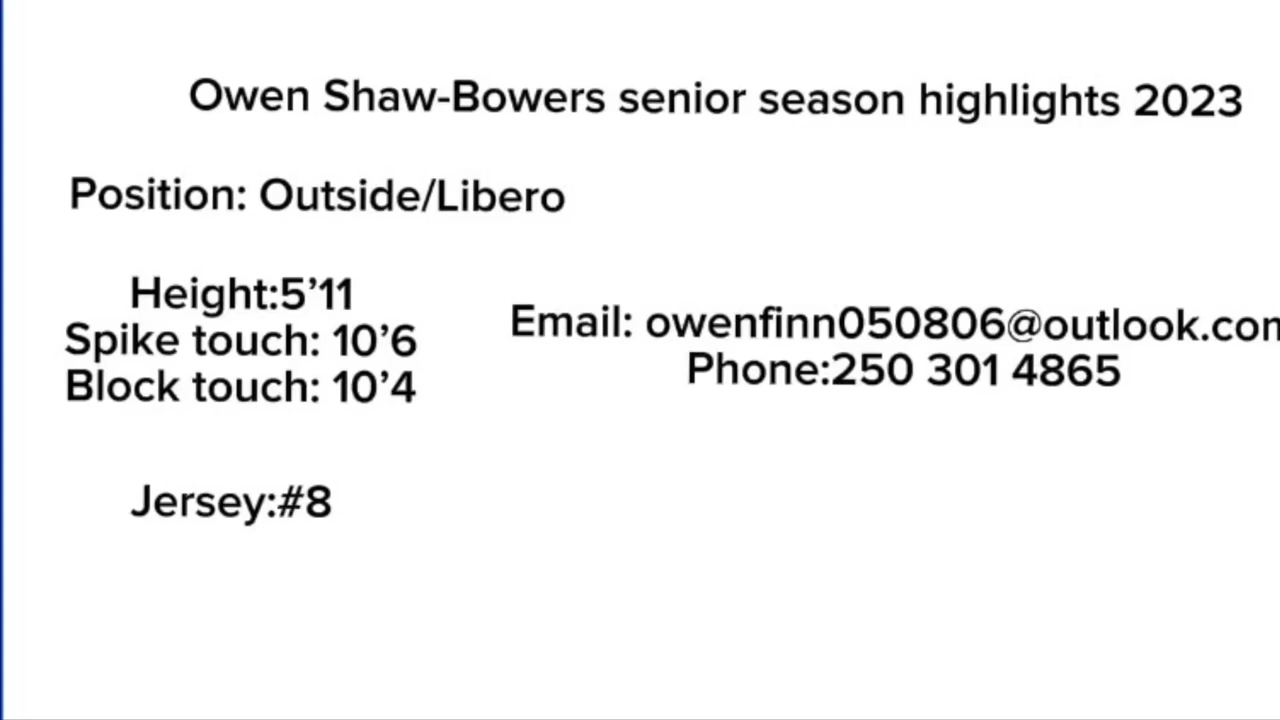 Owen Shaw-Bowers senior season highlights 2023
Position: Outside/Libero
Height:5’11
Spike touch: 10’6
Block touch: 10’4
Email: owenfinn050806@outlook.com
Phone:250 301 4865
Jersey:#8